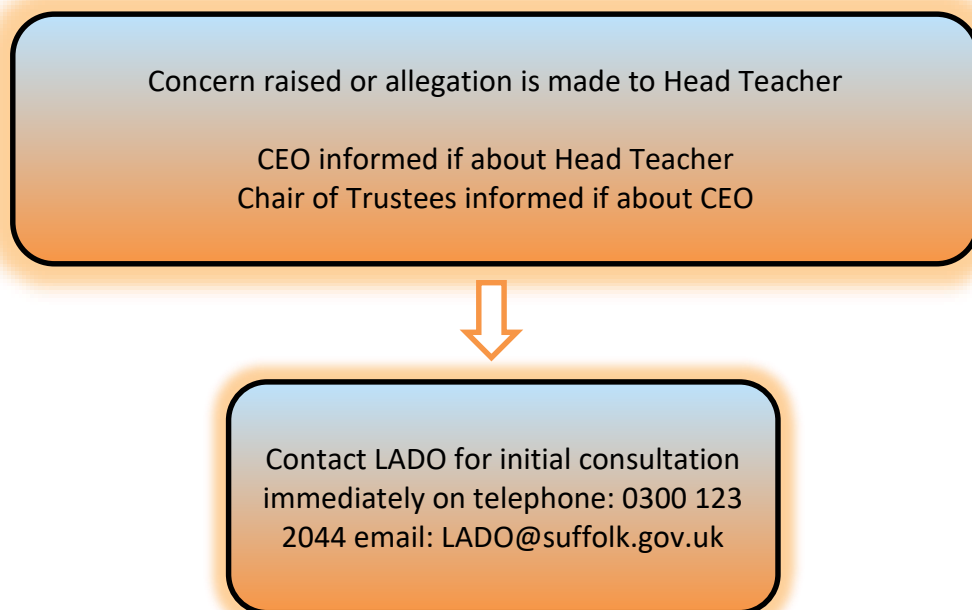 Concern raised or allegation is made to Head Teacher
CEO informed if about Head Teacher
Chair of Trustees informed if about CEO
Contact LADO for initial consultation
immediately on telephone: 0300 123
2044 email: LADO@suffolk.gov.uk